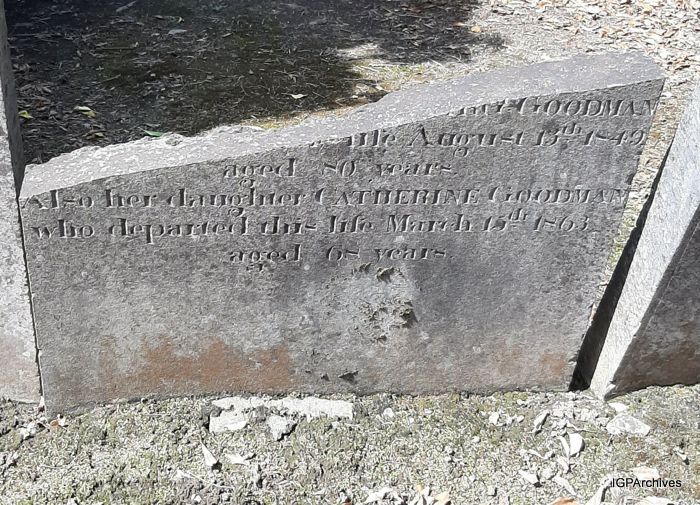 GOODMAN
life August 13th 1849
aged 80 years.
Also her daughter CATHERINE GOODMAN
who departed this life March 15th 1863
aged 68 years.
IGPArchives